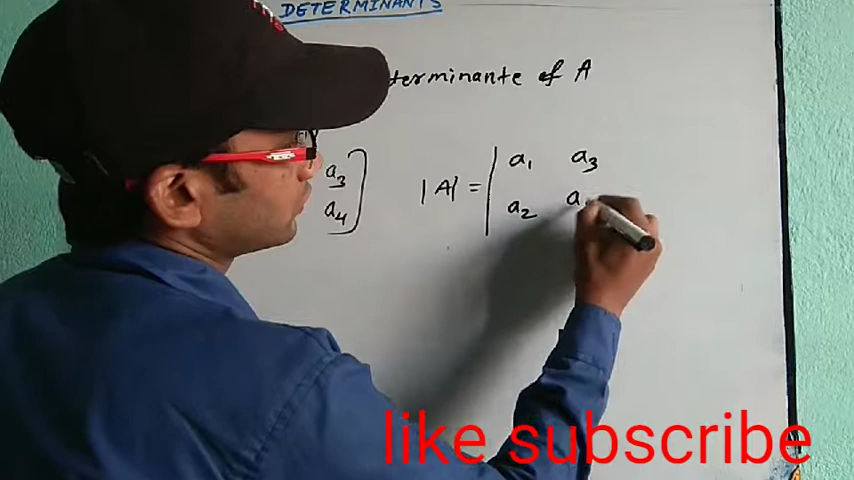 DETERMINANTS
terminante of A
a₃
a₄
|A| =
a₁ a₃
a₂ a
like, subscribe.